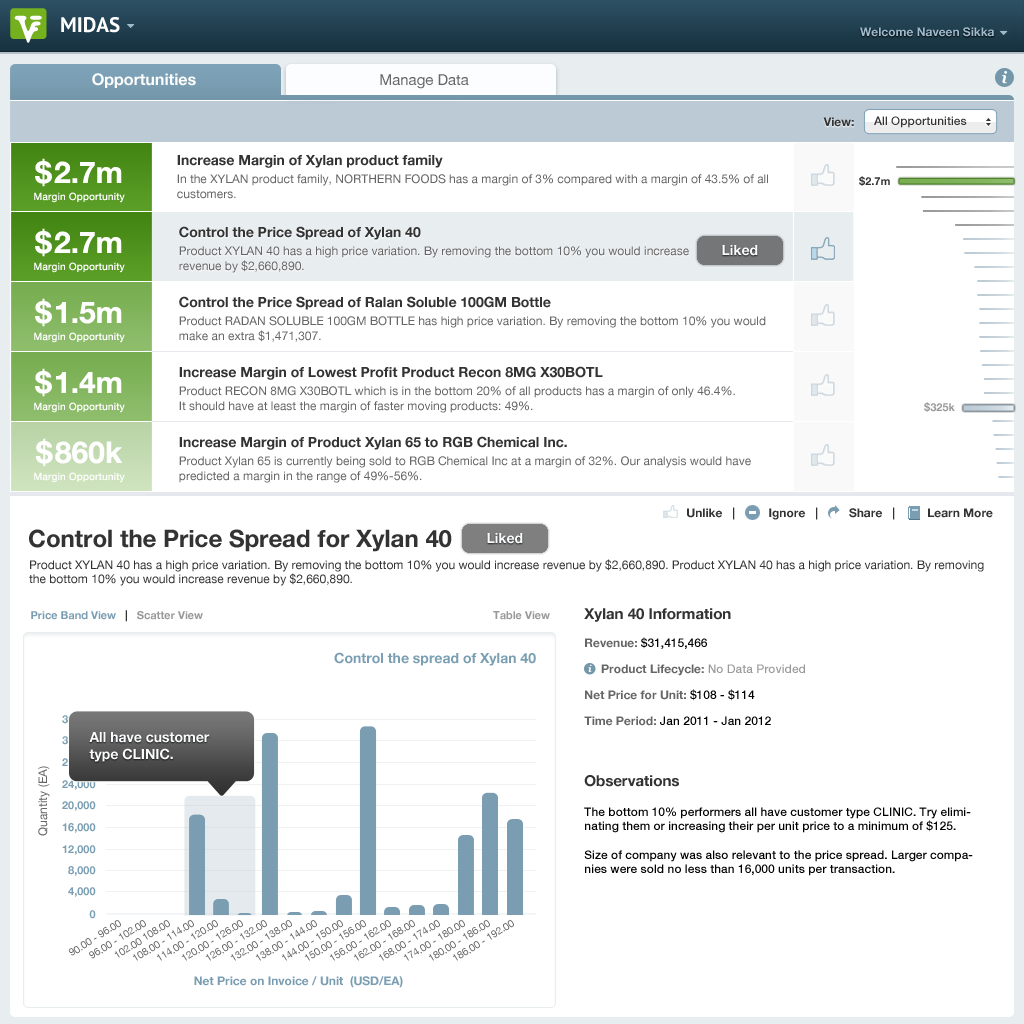 VF MIDAS
Welcome Naveen Sikka
Opportunities
Manage Data
i
View: All Opportunities
$2.7m
Margin Opportunity
Increase Margin of Xylan product family
In the XYLAN product family, NORTHERN FOODS has a margin of 3% compared with a margin of 43.5% of all
customers.
$2.7m
$2.7m
Margin Opportunity
Control the Price Spread of Xylan 40
Product XYLAN 40 has a high price variation. By removing the bottom 10% you would increase
revenue by $2,660,890.
Liked
$1.5m
Margin Opportunity
Control the Price Spread of Ralan Soluble 100GM Bottle
Product RADAN SOLUBLE 100GM BOTTLE has high price variation. By removing the bottom 10% you would
make an extra $1,471,307.
$1.4m
Margin Opportunity
Increase Margin of Lowest Profit Product Recon 8MG X30BOTL
Product RECON 8MG X30BOTL which is in the bottom 20% of all products has a margin of only 46.4%.
It should have at least the margin of faster moving products: 49%.
$325k
$860k
Margin Opportunity
Increase Margin of Product Xylan 65 to RGB Chemical Inc.
Product Xylan 65 is currently being sold to RGB Chemical Inc at a margin of 32%. Our analysis would have
predicted a margin in the range of 49%-56%.
Unlike | Ignore | Share | Learn More
Control the Price Spread for Xylan 40 Liked
Product XYLAN 40 has a high price variation. By removing the bottom 10% you would increase revenue by $2,660,890. Product XYLAN 40 has a high price variation. By removing
the bottom 10% you would increase revenue by $2,660,890.
Price Band View | Scatter View
Table View
Control the spread of Xylan 40
All have customer
type CLINIC.
Quantity (EA)
3
3
2
24,000
20,000
16,000
12,000
8,000
4,000
0
90.00 - 96.00
96.00 - 102.00
102.00 108.00
108.00 - 114.00
114.00 - 120.00
120.00 - 126.00
126.00 - 132.00
132.00 - 138.00
138.00 - 144.00
144.00 - 150.00
150.00 - 156.00
156.00 - 162.00
162.00 - 168.00
168.00 - 174.00
174.00 - 180.00
180.00 - 186.00
186.00 - 192.00
Net Price on Invoice / Unit (USD/EA)
Xylan 40 Information
Revenue: $31,415,466
i Product Lifecycle: No Data Provided
Net Price for Unit: $108 - $114
Time Period: Jan 2011 - Jan 2012
Observations
The bottom 10% performers all have customer type CLINIC. Try elimi-
nating them or increasing their per unit price to a minimum of $125.
Size of company was also relevant to the price spread. Larger compa-
nies were sold no less than 16,000 units per transaction.